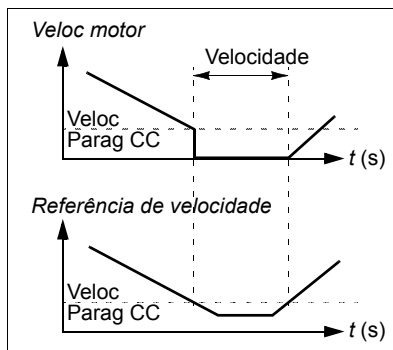 Veloc motor
Velocidade
Veloc
Parag CC
t (s)
Referência de velocidade
Veloc
Parag CC
t (s)